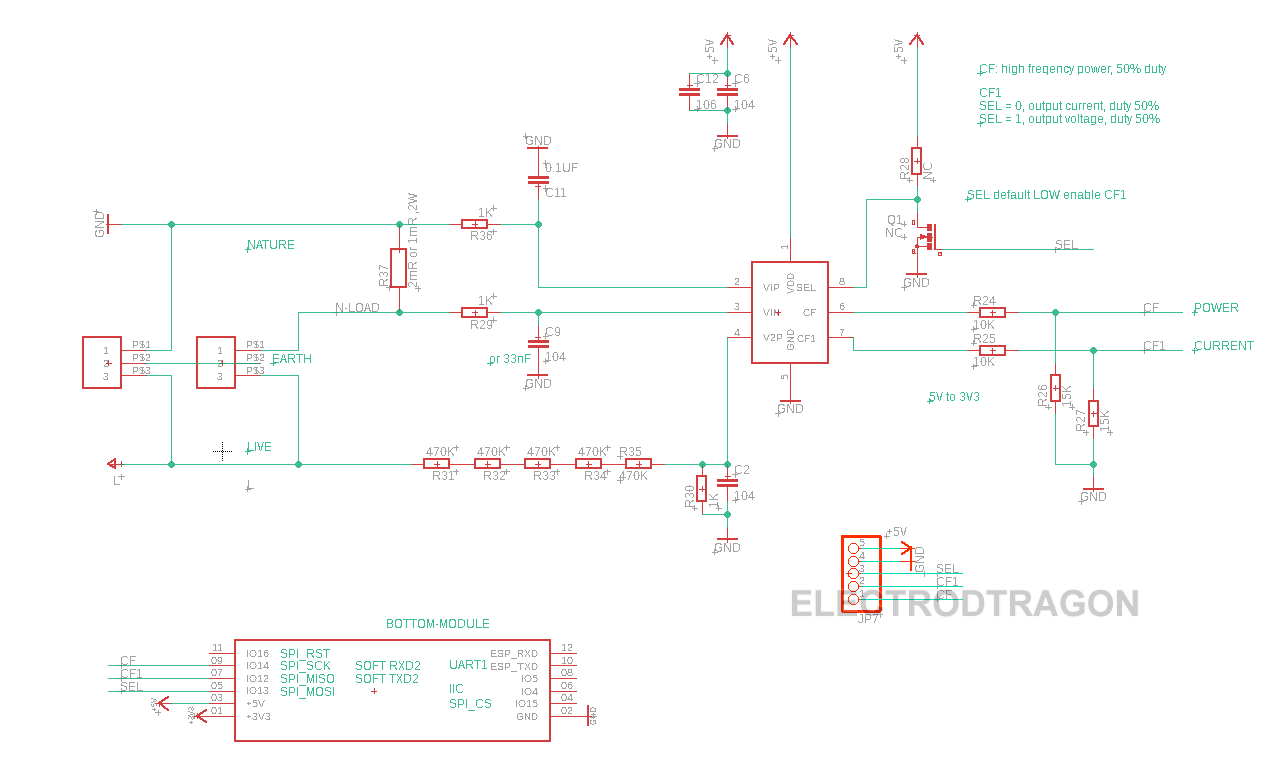 +5V
+5V
+5V
C12
C6
106
104
GND
CF: high freqency power, 50% duty
CF1
SEL = 0, output current, duty 50%
SEL = 1, output voltage, duty 50%
GND
0.1UF
C11
R28
NC
SEL default LOW enable CF1
GND
NATURE
1K
R36
R37
2mR or 1mR ,2W
Q1
NC
SEL
GND
1
VDD
2
VIP
SEL
8
3
VIN
CF
6
4
V2P
CF1
7
GND
5
GND
N-LOAD
1K
R29
C9
104
or 33nF
GND
R24
10K
CF
POWER
R25
10K
CF1
CURRENT
1
2
3
PS1
PS2
PS3
1
2
3
PS1
PS2
PS3
EARTH
5V to 3V3
R26
15K
R27
15K
GND
LIVE
L
L
470K
R31
470K
R32
470K
R33
470K
R34
R35
470K
R30
1K
C2
104
GND
+5V
GND
5
4
3
2
1
SEL
CF1
CF
JP7
ELECTRODTRAGON
BOTTOM-MODULE
11
IO16
SPI_RST
ESP_RXD
12
CF
09
IO14
SPI_SCK
SOFT RXD2
UART1
ESP_TXD
10
CF1
07
IO12
SPI_MISO
SOFT TXD2
IO5
08
SEL
05
IO13
SPI_MOSI
IIC
IO4
06
+5V
03
+5V
SPI_CS
IO15
04
+3V3
01
+3V3
GND
02
GND